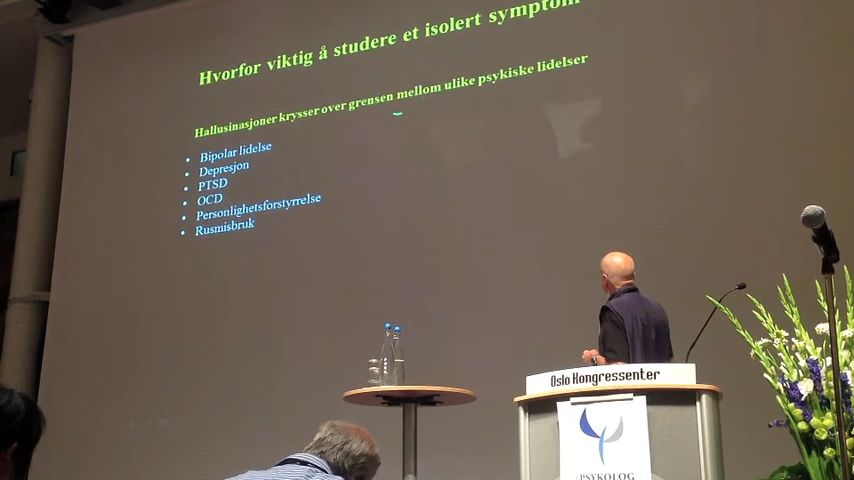 Hvorfor viktig å studere et isolert symptom
Hallusinasjoner krysser over grensen mellom ulike psykiske lidelser
• Bipolar lidelse
• Depresjon
• PTSD
• OCD
• Personlighetsforstyrrelse
• Rusmisbruk
Oslo Kongressenter
PSYKOLOG